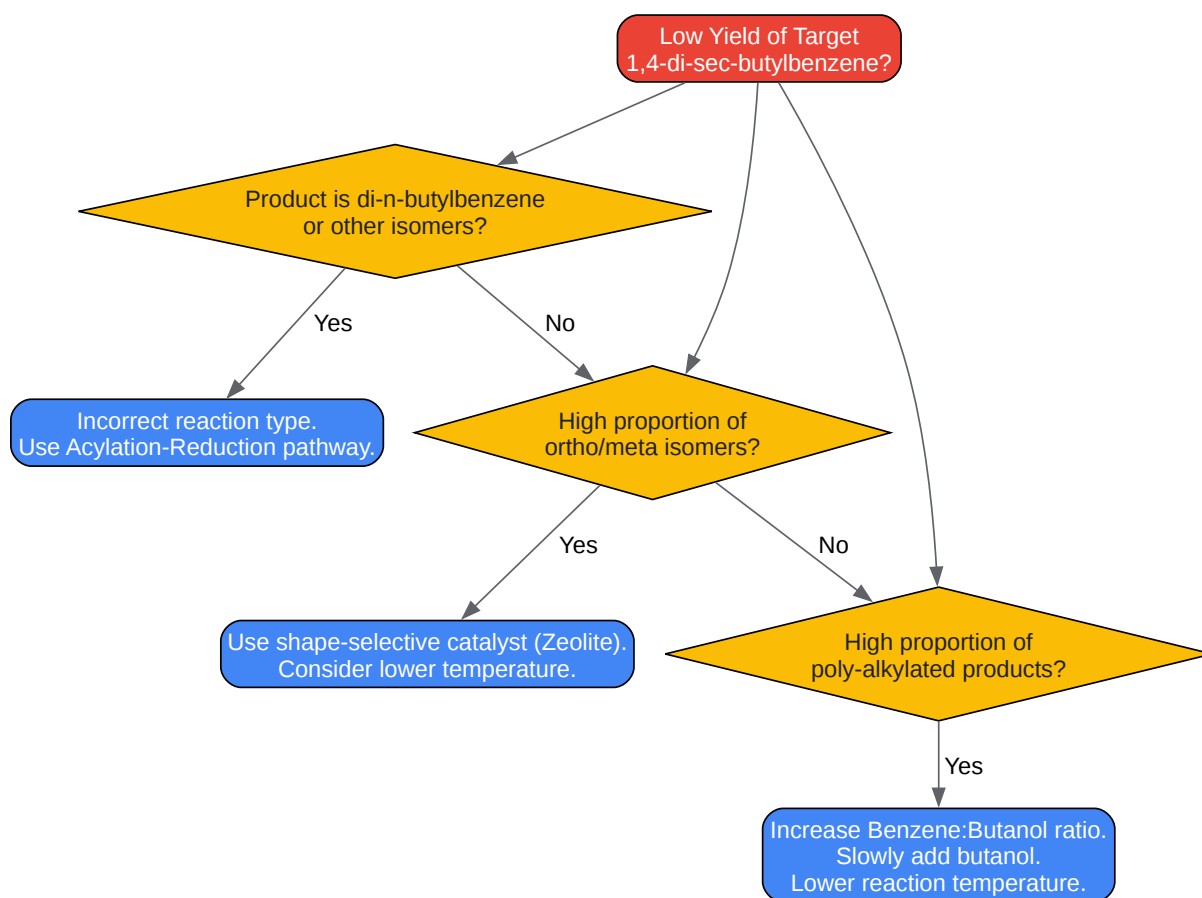 Low Yield of Target
1,4-di-sec-butylbenzene?
Product is di-n-butylbenzene
or other isomers?
Yes
No
Incorrect reaction type.
Use Acylation-Reduction pathway.
High proportion of
ortho/meta isomers?
Yes
No
Use shape-selective catalyst (Zeolite).
Consider lower temperature.
High proportion of
poly-alkylated products?
Yes
Increase Benzene:Butanol ratio.
Slowly add butanol.
Lower reaction temperature.